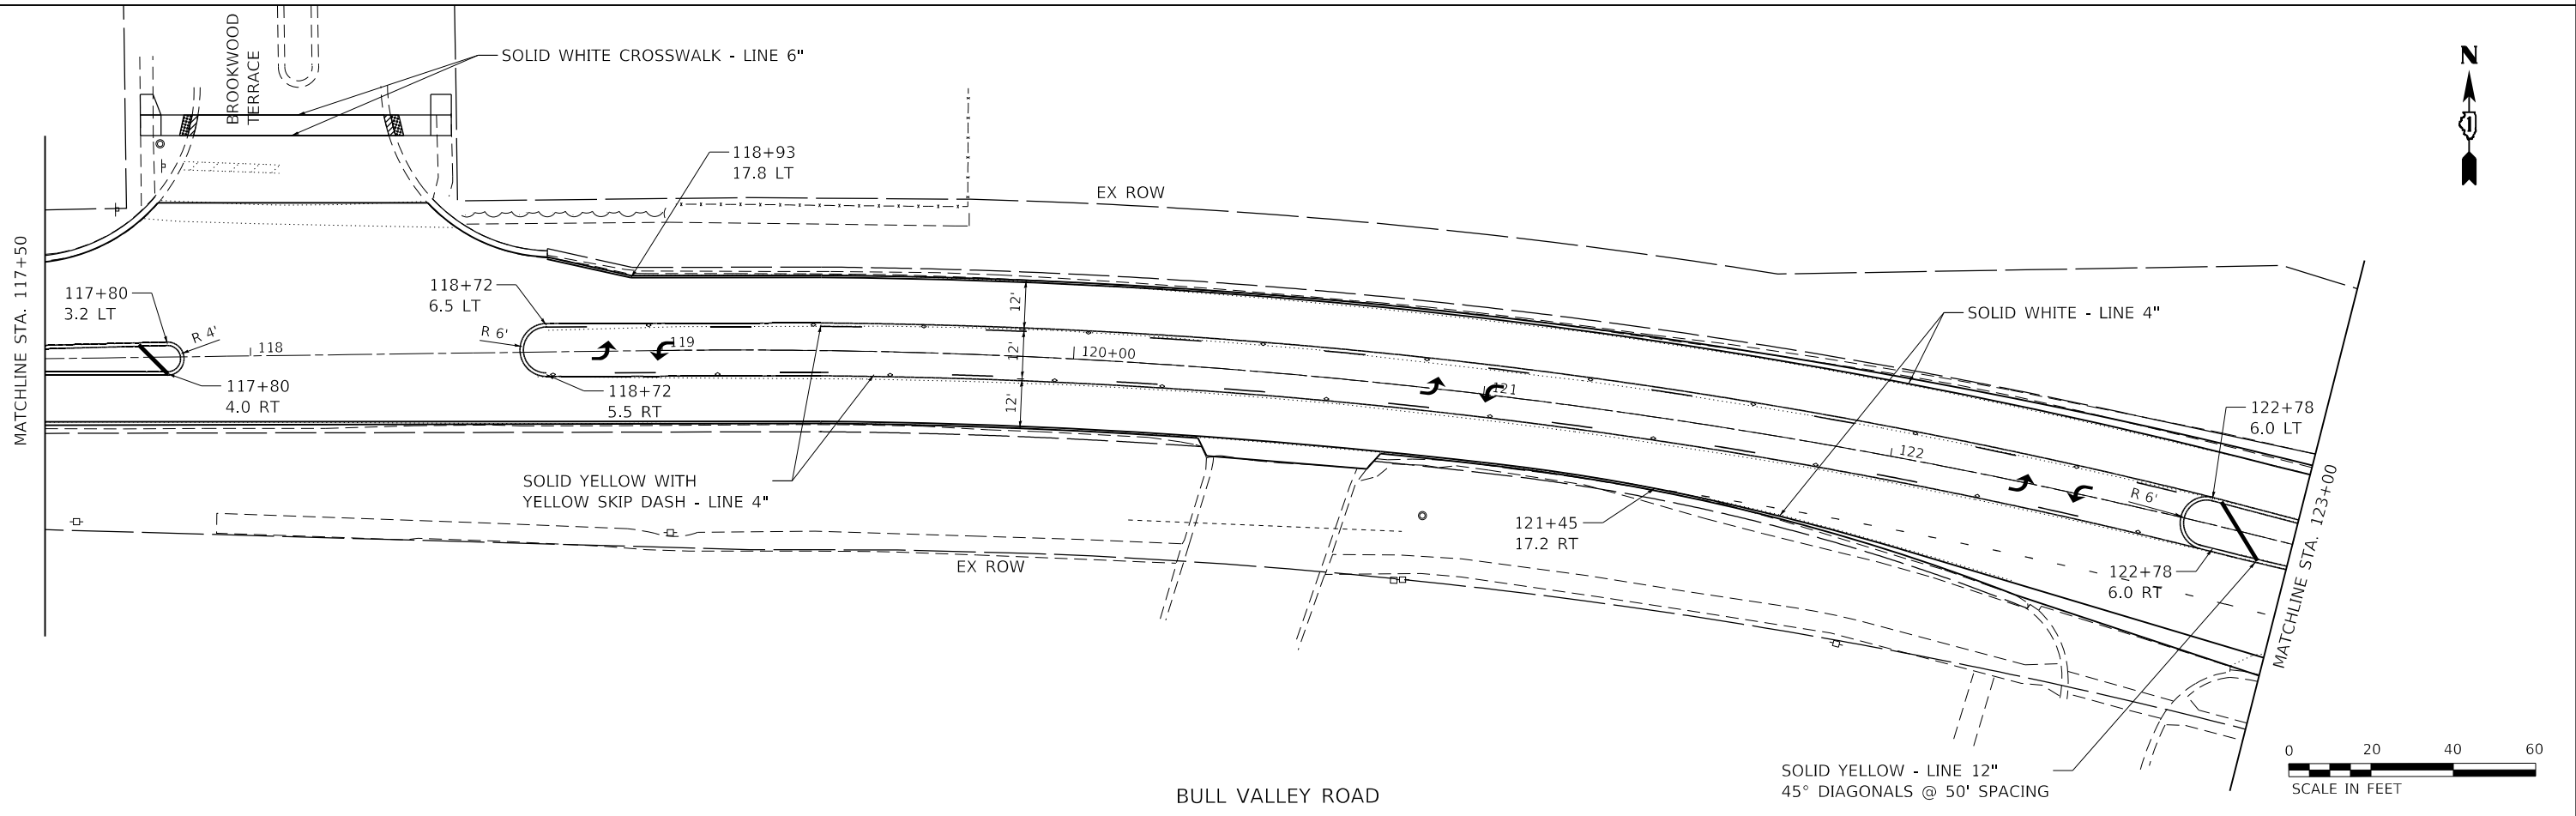 BROOKWOOD
TERRACE
SOLID WHITE CROSSWALK - LINE 6"
N
1
118+93
17.8 LT
EX ROW
MATCHLINE STA. 117+50
117+80
3.2 LT
R 4'
118
117+80
4.0 RT
118+72
6.5 LT
R 6'
119
118+72
5.5 RT
12'
12'
12'
120+00
121
122
SOLID WHITE - LINE 4"
122+78
6.0 LT
R 6'
SOLID YELLOW WITH
YELLOW SKIP DASH - LINE 4"
121+45
17.2 RT
122+78
6.0 RT
EX ROW
MATCHLINE STA. 123+00
SOLID YELLOW - LINE 12"
45° DIAGONALS @ 50' SPACING
BULL VALLEY ROAD
0 20 40 60
SCALE IN FEET